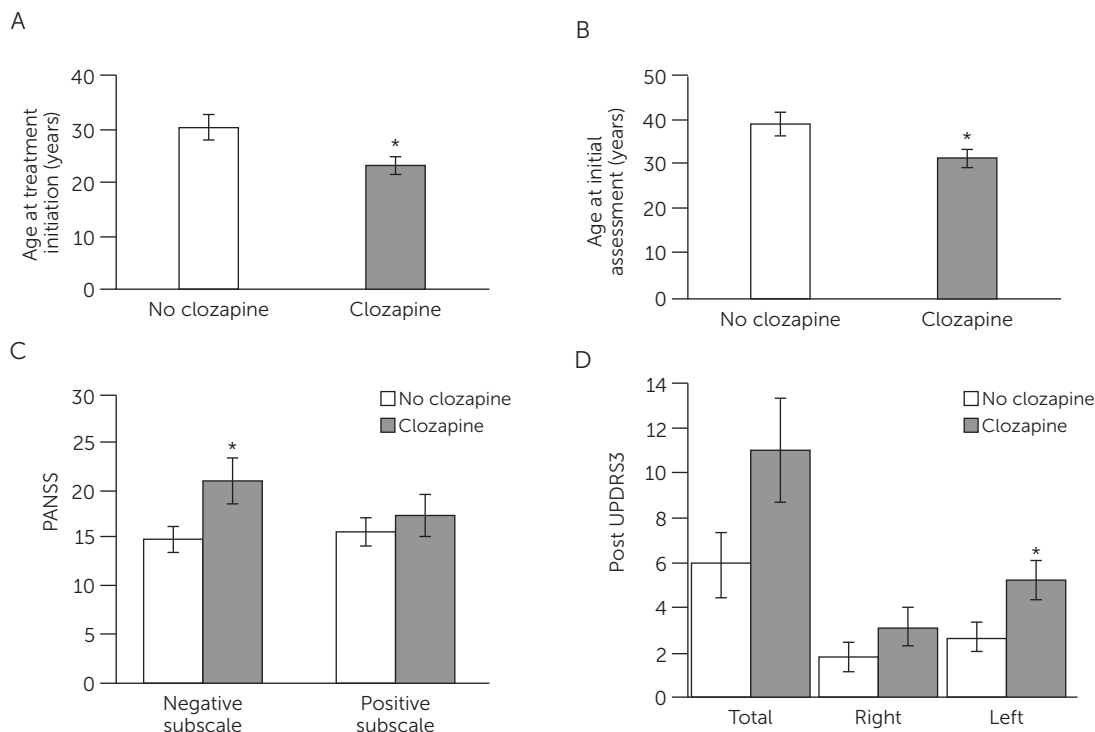 A
Age at treatment
initiation (years)
40
30
20
10
0
*
No clozapine
Clozapine
B
Age at initial
assessment (years)
50
40
30
20
10
0
*
No clozapine
Clozapine
C
PANSS
30
25
20
15
10
5
0
No clozapine
Clozapine
*
Negative
subscale
Positive
subscale
D
Post UPDRS3
14
12
10
8
6
4
2
0
No clozapine
Clozapine
*
Total
Right
Left